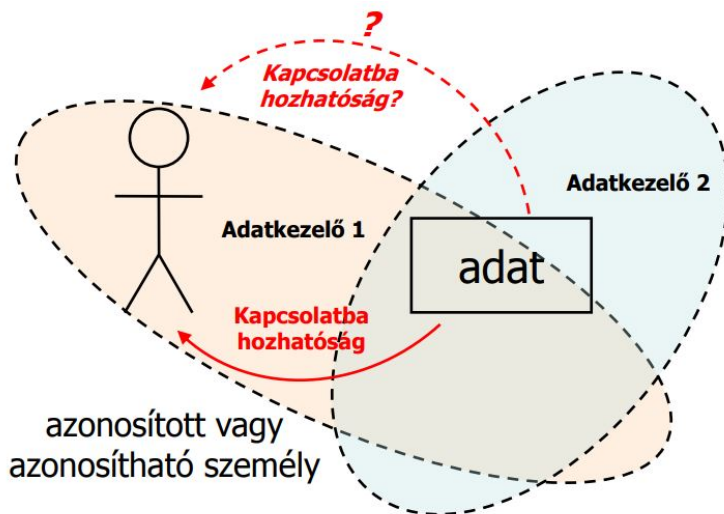 ?
Kapcsolatba
hozhatóság?
Adatkezelő 2
Adatkezelő 1
adat
Kapcsolatba
hozhatóság
azonosított vagy
azonosítható személy